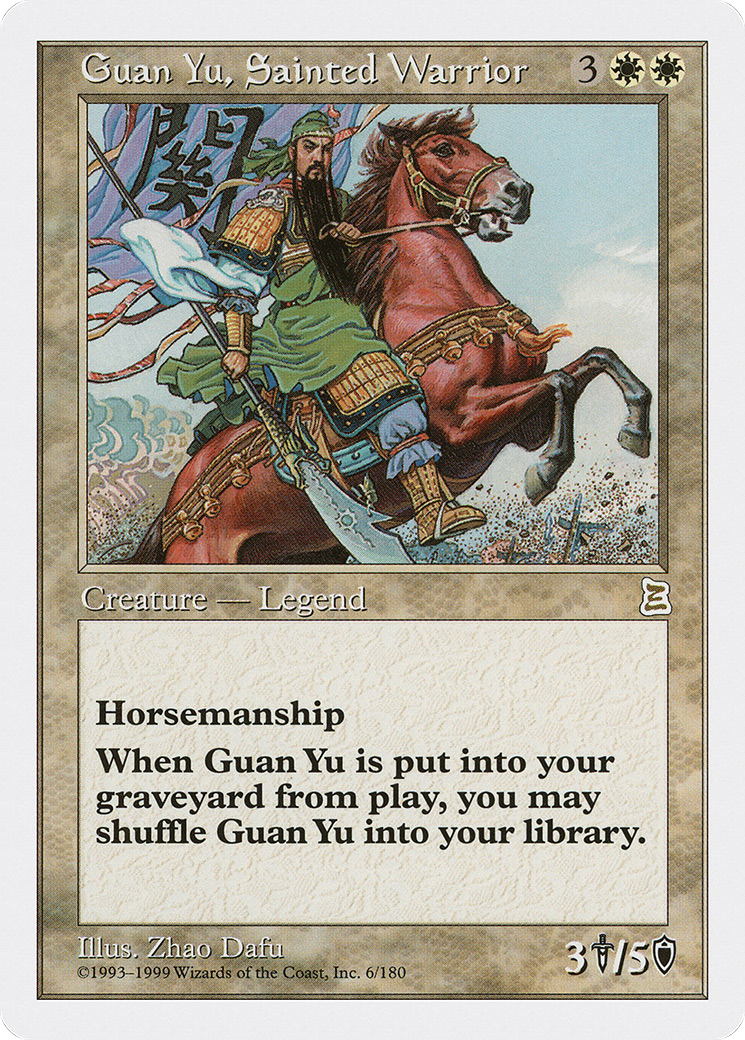 Guan Yu, Sainted Warrior 3
關
Creature — Legend
Horsemanship
When Guan Yu is put into your
graveyard from play, you may
shuffle Guan Yu into your library.
Illus. Zhao Dafu
©1993–1999 Wizards of the Coast, Inc. 6/180
3/5